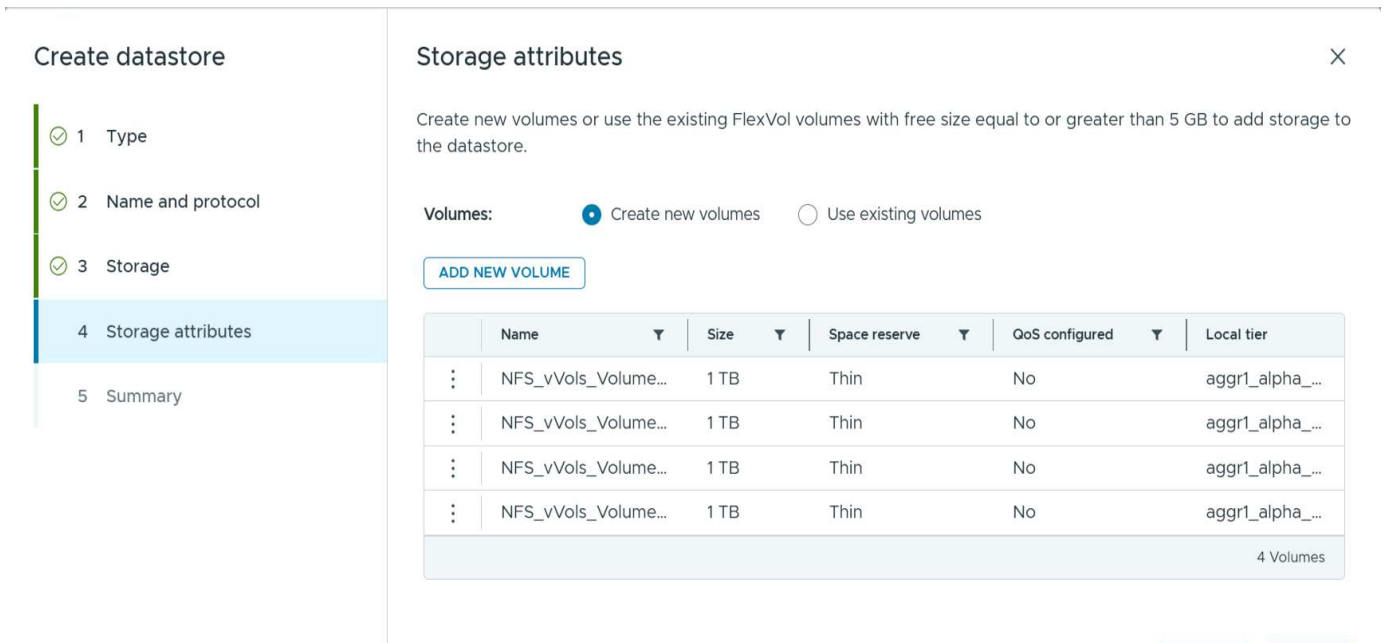 Create datastore
1 Type
2 Name and protocol
3 Storage
4 Storage attributes
5 Summary
Storage attributes
Create new volumes or use the existing FlexVol volumes with free size equal to or greater than 5 GB to add storage to
the datastore.
Volumes: Create new volumes Use existing volumes
ADD NEW VOLUME
Name Size Space reserve QoS configured Local tier
NFS_vVols_Volume... 1 TB Thin No aggr1_alpha_...
NFS_vVols_Volume... 1 TB Thin No aggr1_alpha_...
NFS_vVols_Volume... 1 TB Thin No aggr1_alpha_...
NFS_vVols_Volume... 1 TB Thin No aggr1_alpha_...
4 Volumes